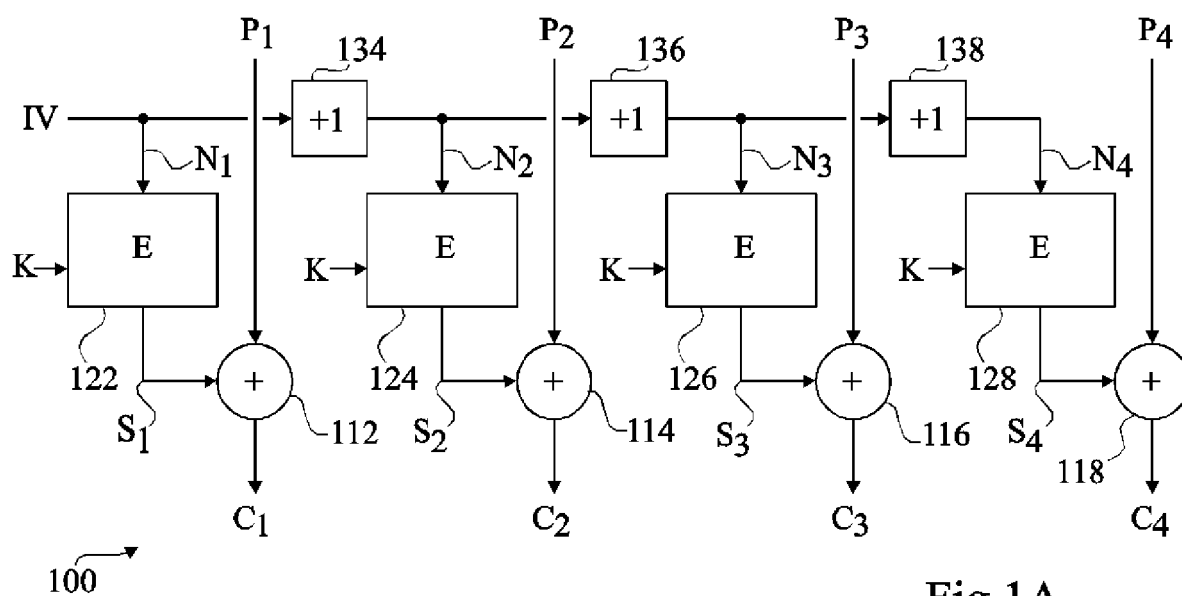 P1 134 P2 136 P3 138 P4
IV +1 +1 +1
N1 N2 N3 N4
E E E E
K K K K
122 + 124 + 126 + 128 +
S1 112 S2 114 S3 116 S4 118
C1 C2 C3 C4
100
Fig 1A